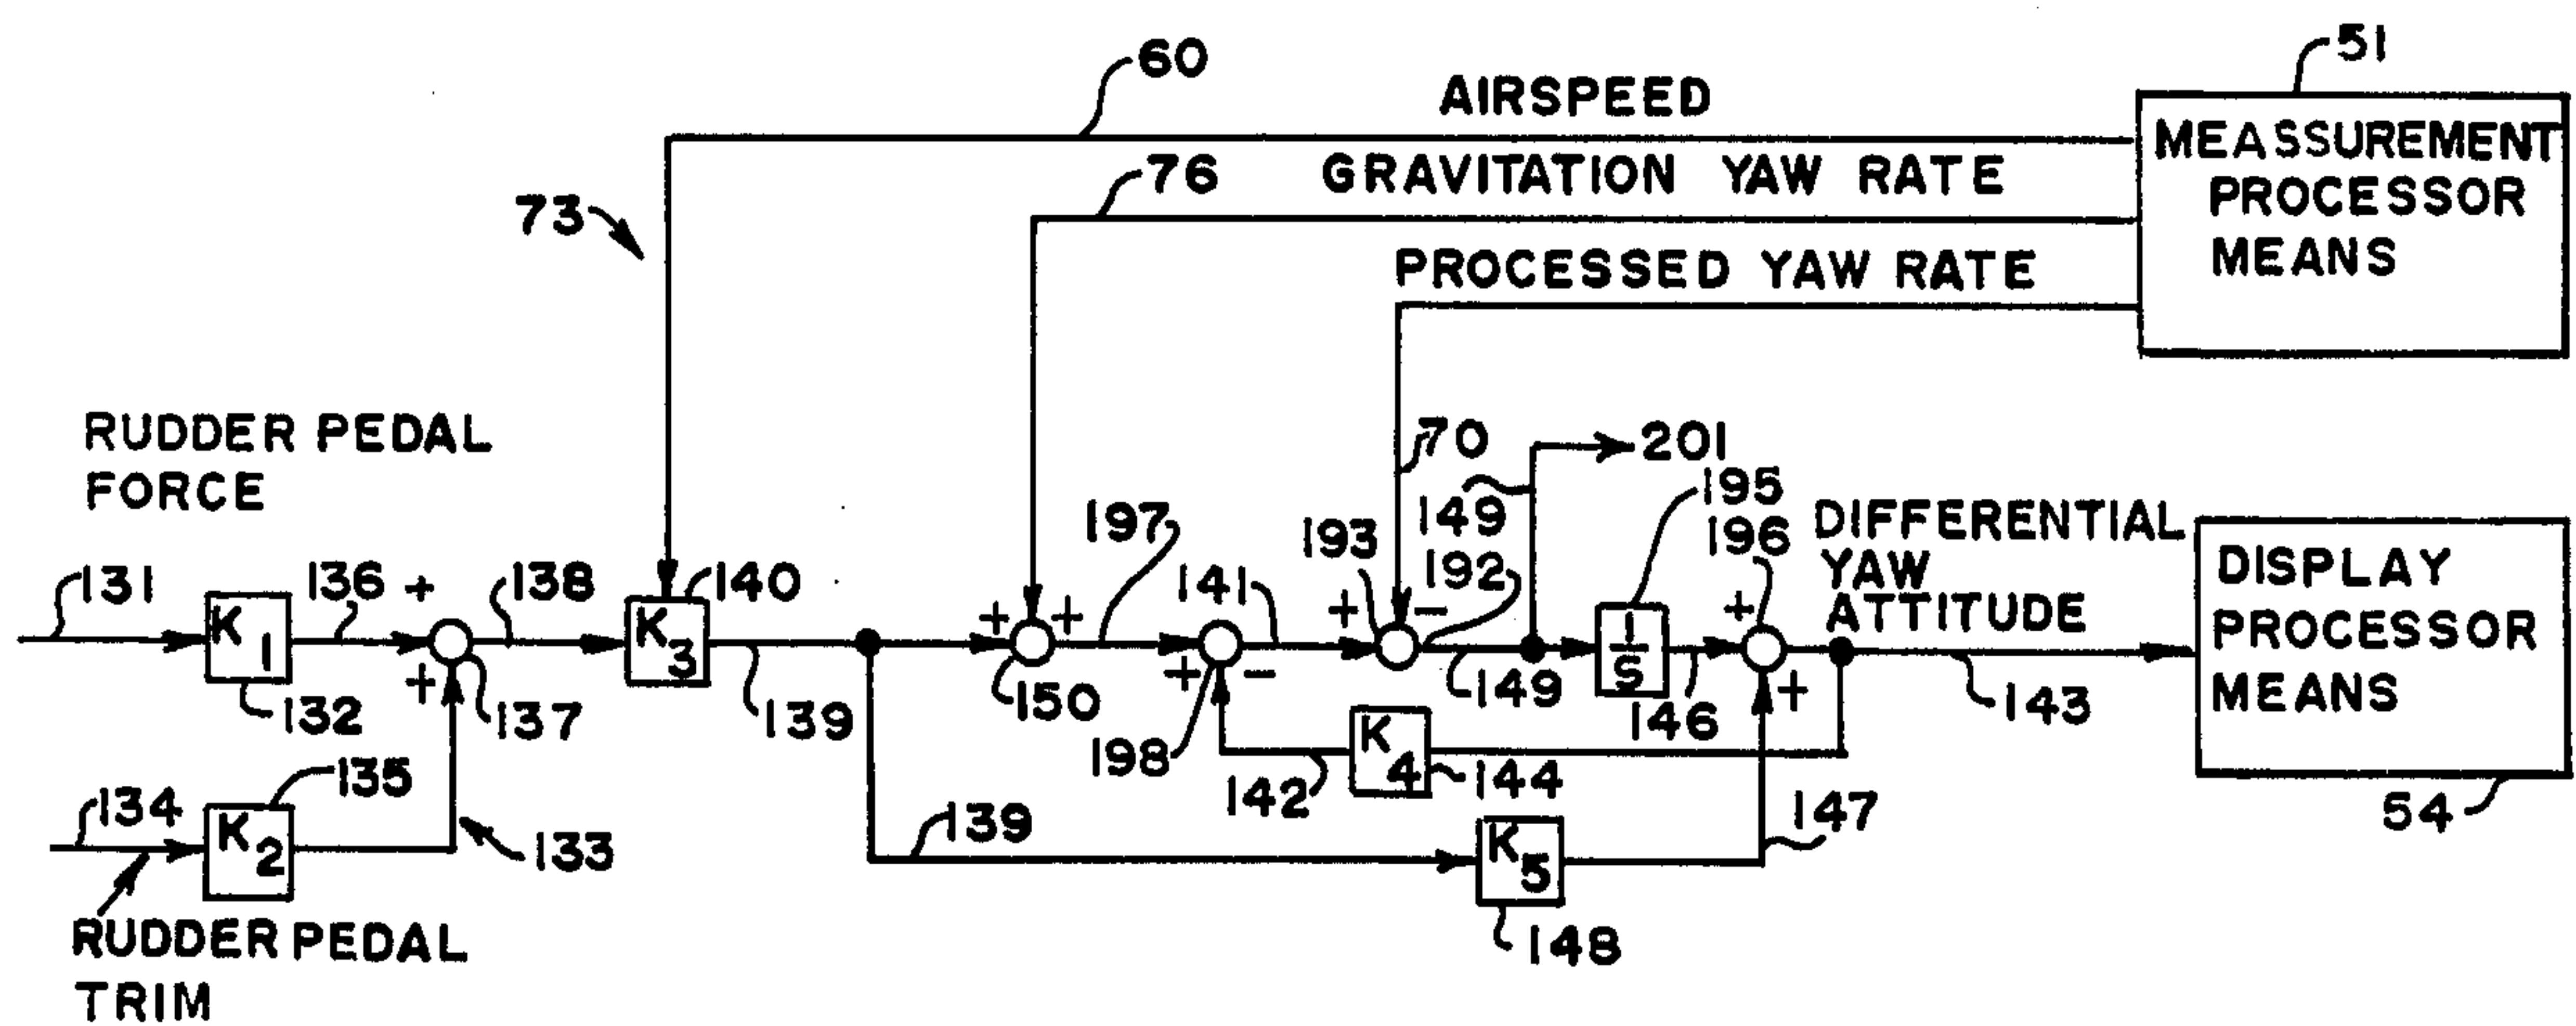 60
51
AIRSPEED
MEASSUREMENT
PROCESSOR
MEANS
76
GRAVITATION YAW RATE
73
PROCESSED YAW RATE
RUDDER PEDAL
FORCE
70
201
149
195
196
DIFFERENTIAL
YAW
ATTITUDE
197
193
192
141
131
136
+
138
140
K1
+
137
132
K3
139
+
+
150
+
-
198
+
-
149
1
S
146
+
+
143
DISPLAY
PROCESSOR
MEANS
54
134
135
K2
133
142
K4
144
139
K5
147
148
RUDDER PEDAL
TRIM